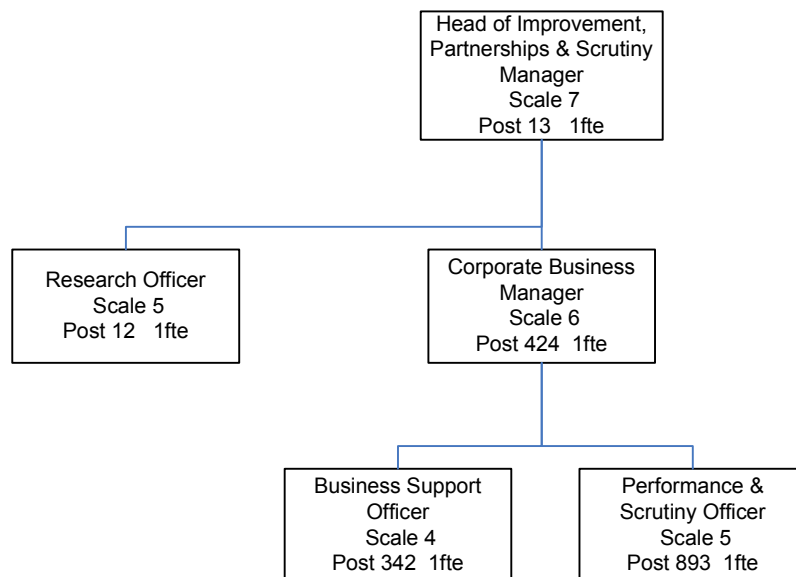 Head of Improvement,
Partnerships & Scrutiny
Manager
Scale 7
Post 13 1fte
Research Officer
Scale 5
Post 12 1fte
Corporate Business
Manager
Scale 6
Post 424 1fte
Business Support
Officer
Scale 4
Post 342 1fte
Performance &
Scrutiny Officer
Scale 5
Post 893 1fte